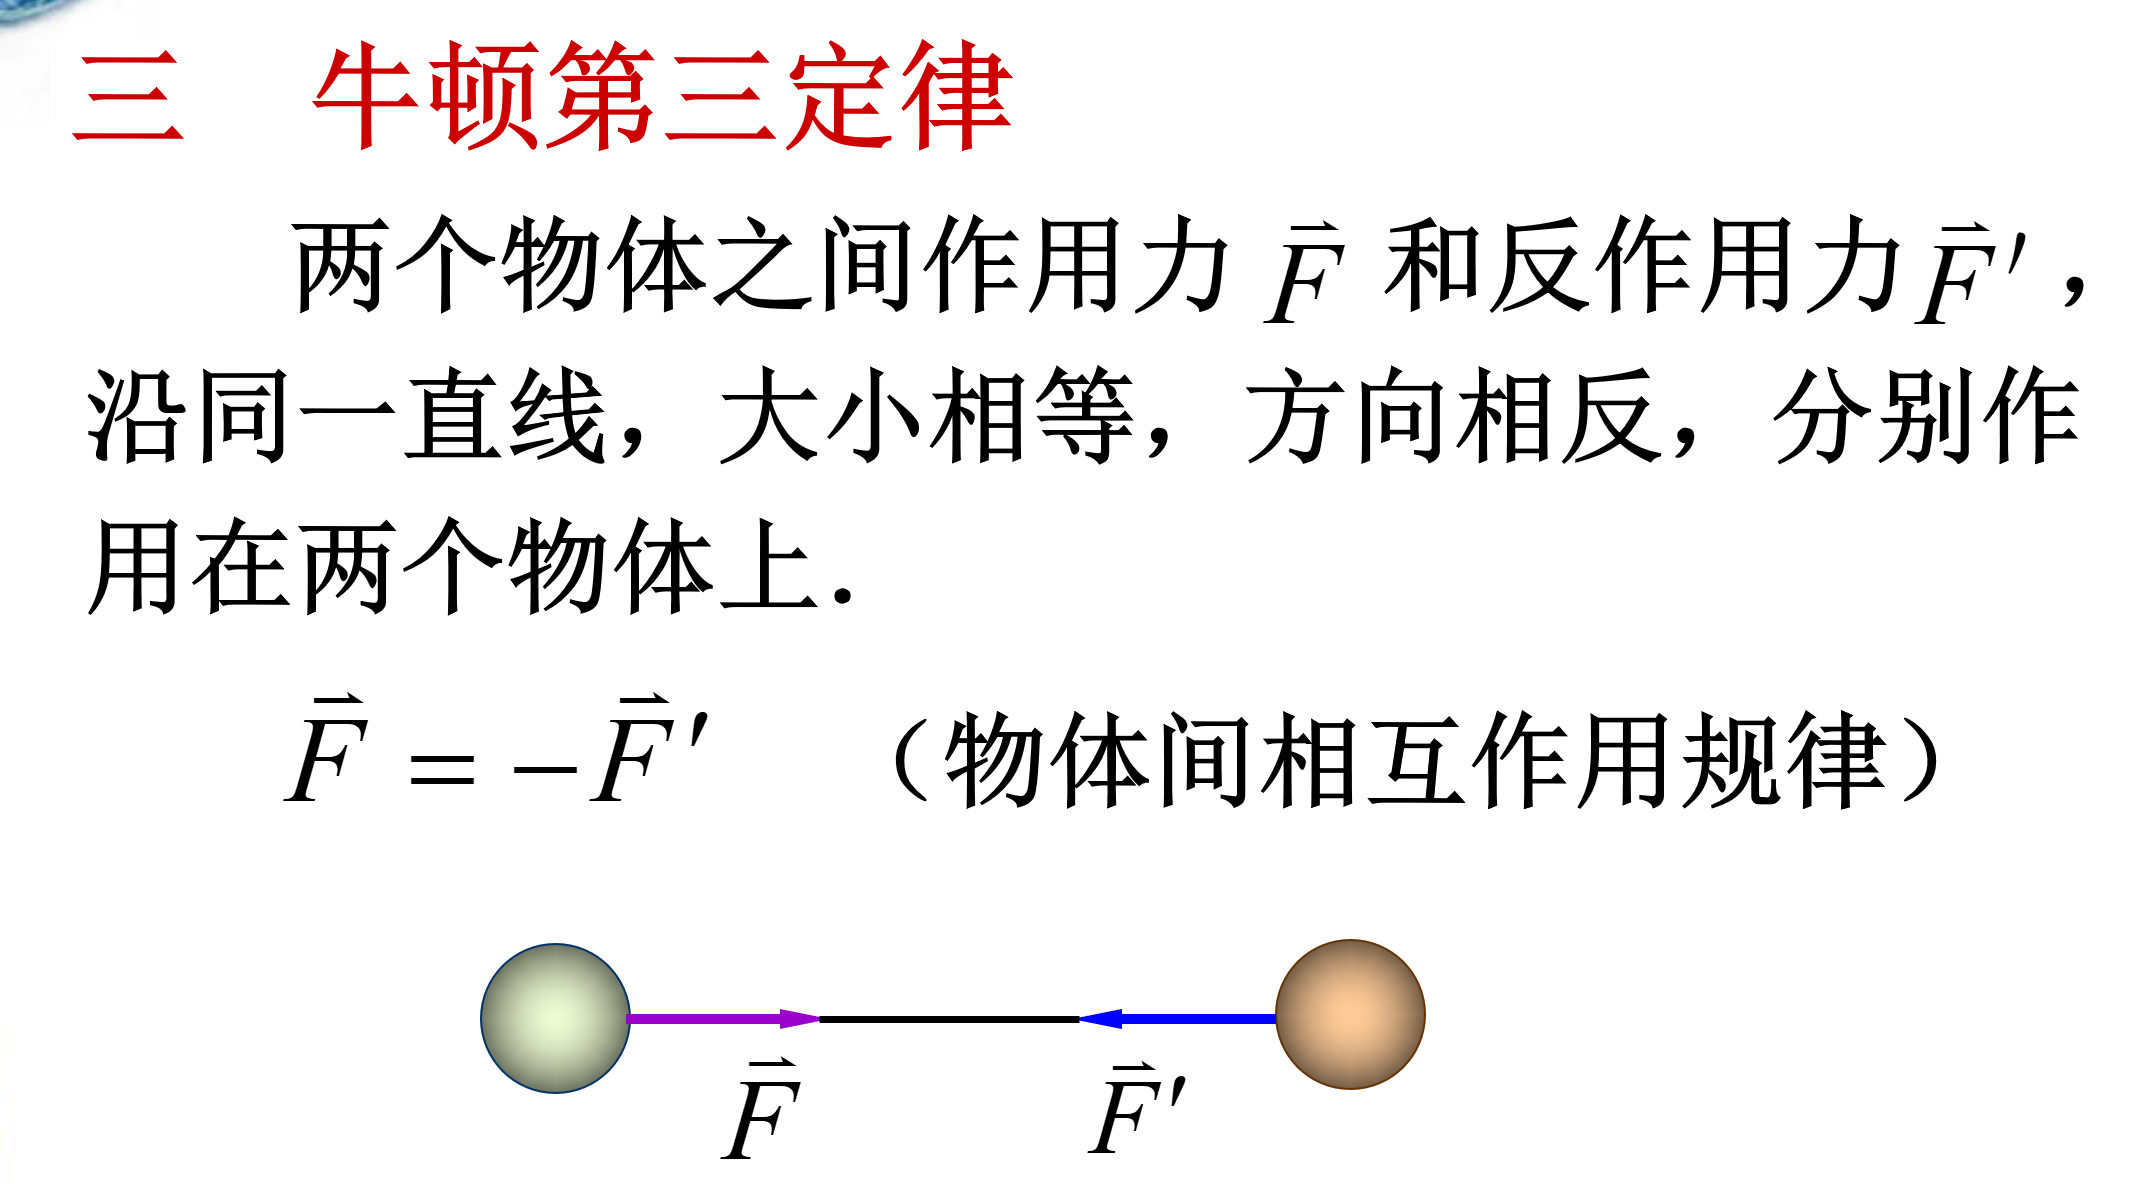 三 牛顿第三定律
两个物体之间作用力 F⃗ 和反作用力 F⃗′，
沿同一直线，大小相等，方向相反，分别作
用在两个物体上．
F⃗ = −F⃗′ （物体间相互作用规律）
F⃗ F⃗′